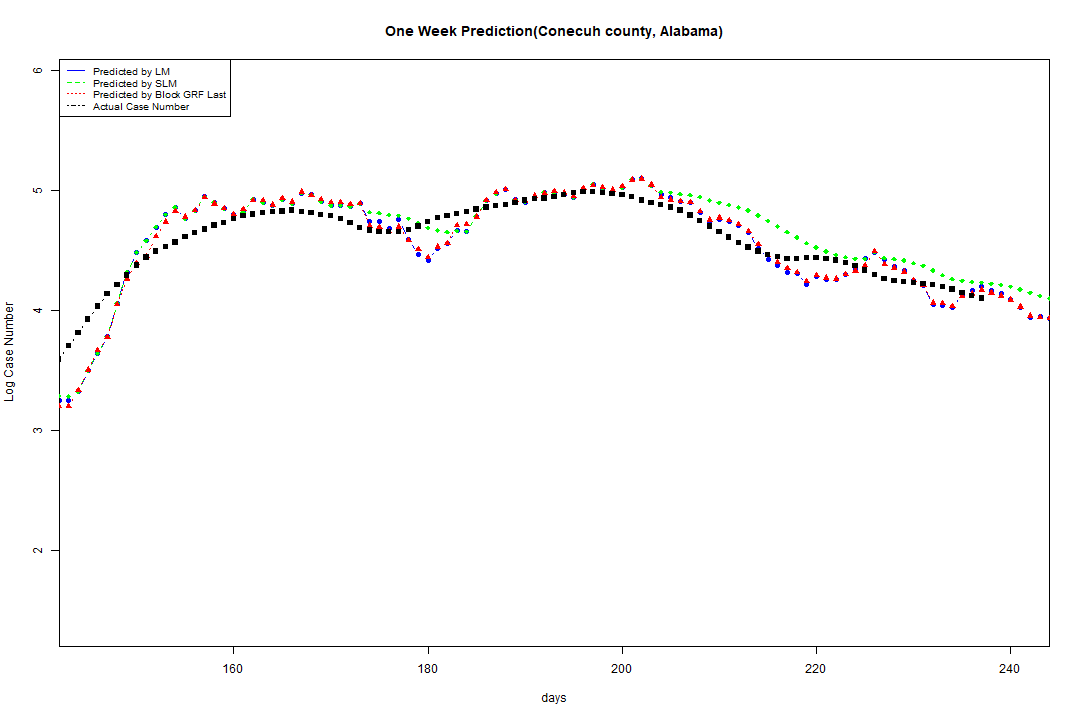 One Week Prediction(Conecuh county, Alabama)
Predicted by LM
Predicted by SLM
Predicted by Block GRF Last
Actual Case Number
6
5
4
3
2
Log Case Number
160 180 200 220 240
days